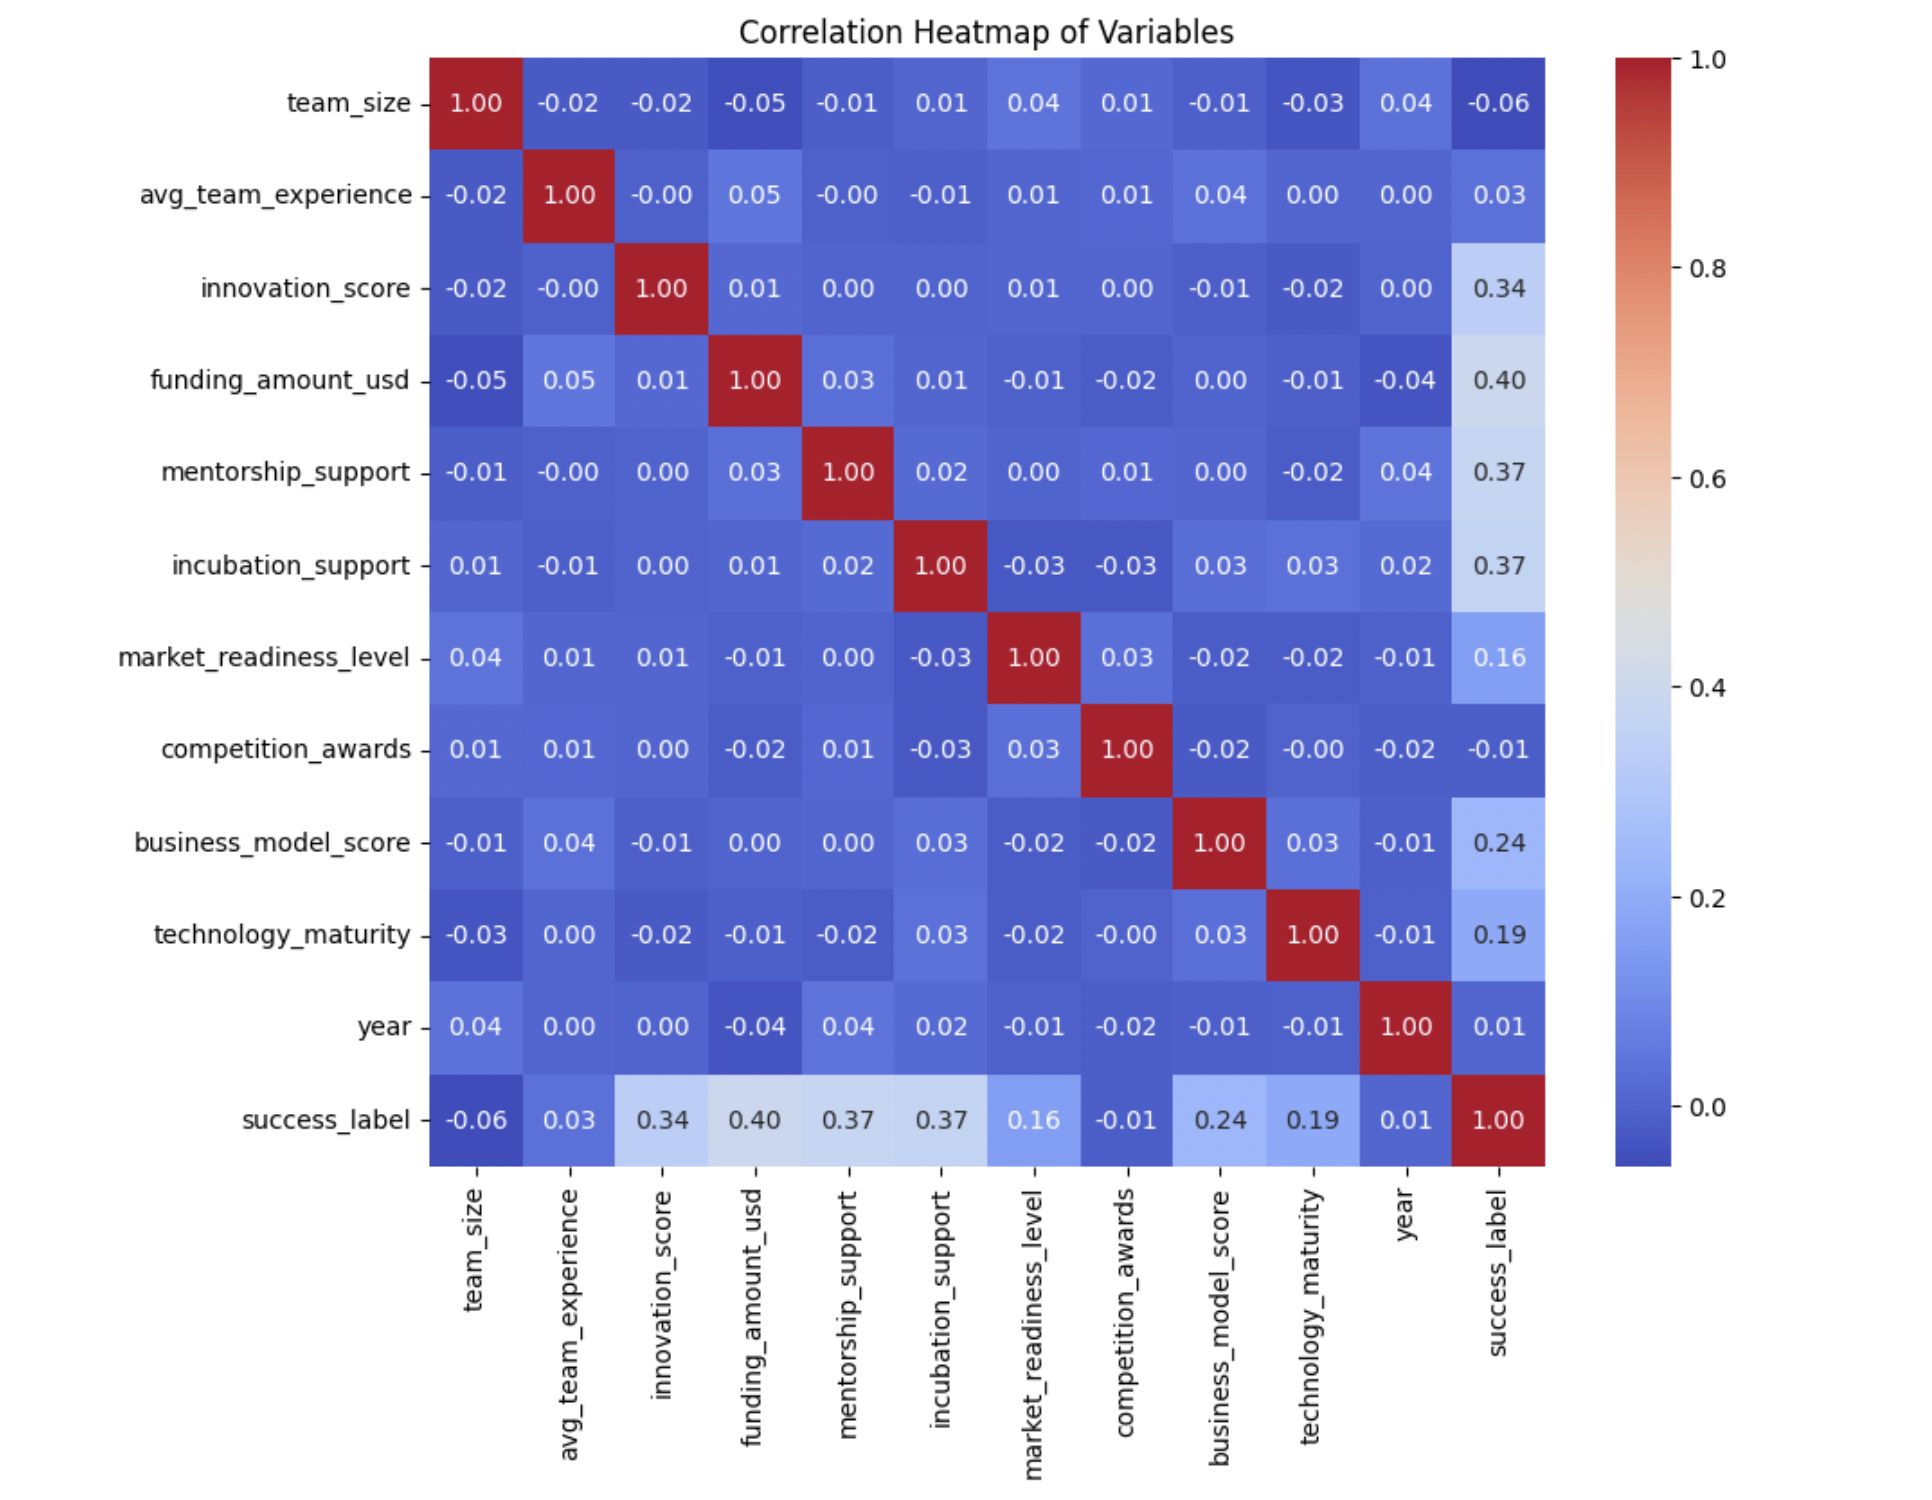 Correlation Heatmap of Variables
team_size 1.00 -0.02 -0.02 -0.05 -0.01 0.01 0.04 0.01 -0.01 -0.03 0.04 -0.06
avg_team_experience -0.02 1.00 -0.00 0.05 -0.00 -0.01 0.01 0.01 0.04 0.00 0.00 0.03
innovation_score -0.02 -0.00 1.00 0.01 0.00 0.00 0.01 0.00 -0.01 -0.02 0.00 0.34
funding_amount_usd -0.05 0.05 0.01 1.00 0.03 0.01 -0.01 -0.02 0.00 -0.01 -0.04 0.40
mentorship_support -0.01 -0.00 0.00 0.03 1.00 0.02 0.00 0.01 0.00 -0.02 0.04 0.37
incubation_support 0.01 -0.01 0.00 0.01 0.02 1.00 -0.03 -0.03 0.03 0.03 0.02 0.37
market_readiness_level 0.04 0.01 0.01 -0.01 0.00 -0.03 1.00 0.03 -0.02 -0.02 -0.01 0.16
competition_awards 0.01 0.01 0.00 -0.02 0.01 -0.03 0.03 1.00 -0.02 -0.00 -0.02 -0.01
business_model_score -0.01 0.04 -0.01 0.00 0.00 0.03 -0.02 -0.02 1.00 0.03 -0.01 0.24
technology_maturity -0.03 0.00 -0.02 -0.01 -0.02 0.03 -0.02 -0.00 0.03 1.00 -0.01 0.19
year 0.04 0.00 0.00 -0.04 0.04 0.02 -0.01 -0.02 -0.01 -0.01 1.00 0.01
success_label -0.06 0.03 0.34 0.40 0.37 0.37 0.16 -0.01 0.24 0.19 0.01 1.00
team_size
avg_team_experience
innovation_score
funding_amount_usd
mentorship_support
incubation_support
market_readiness_level
competition_awards
business_model_score
technology_maturity
year
success_label
1.0
0.8
0.6
0.4
0.2
0.0